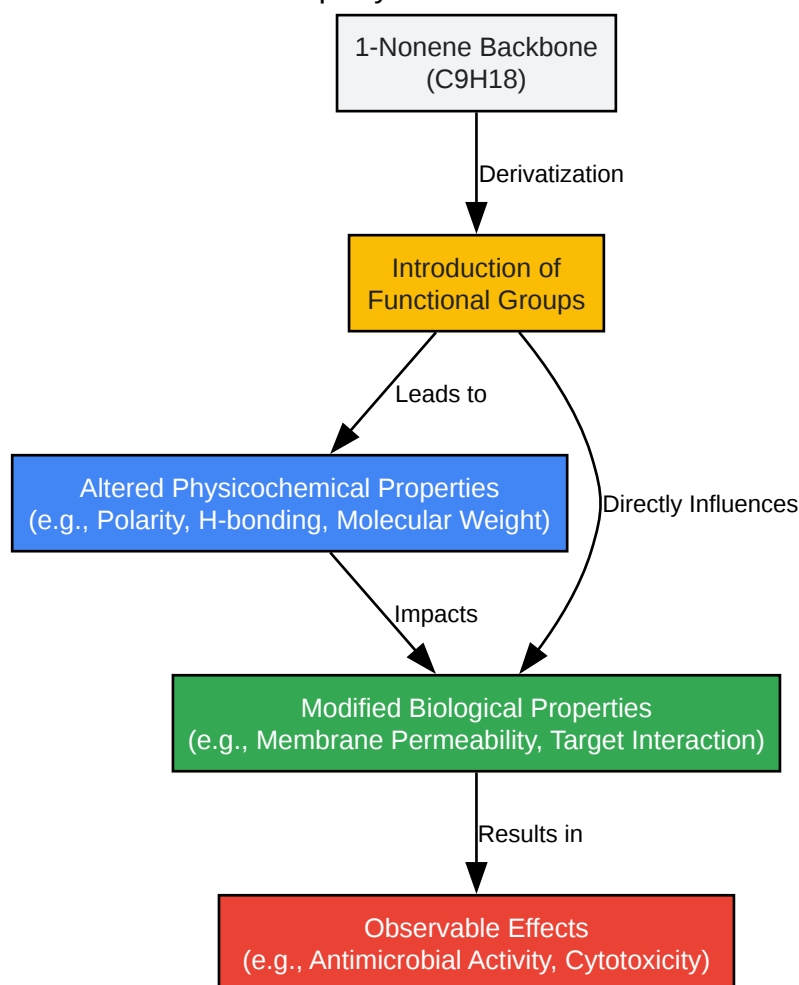 1-Nonene Backbone
(C9H18)
Derivatization
Introduction of
Functional Groups
Leads to
Altered Physicochemical Properties
(e.g., Polarity, H-bonding, Molecular Weight)
Directly Influences
Impacts
Modified Biological Properties
(e.g., Membrane Permeability, Target Interaction)
Results in
Observable Effects
(e.g., Antimicrobial Activity, Cytotoxicity)